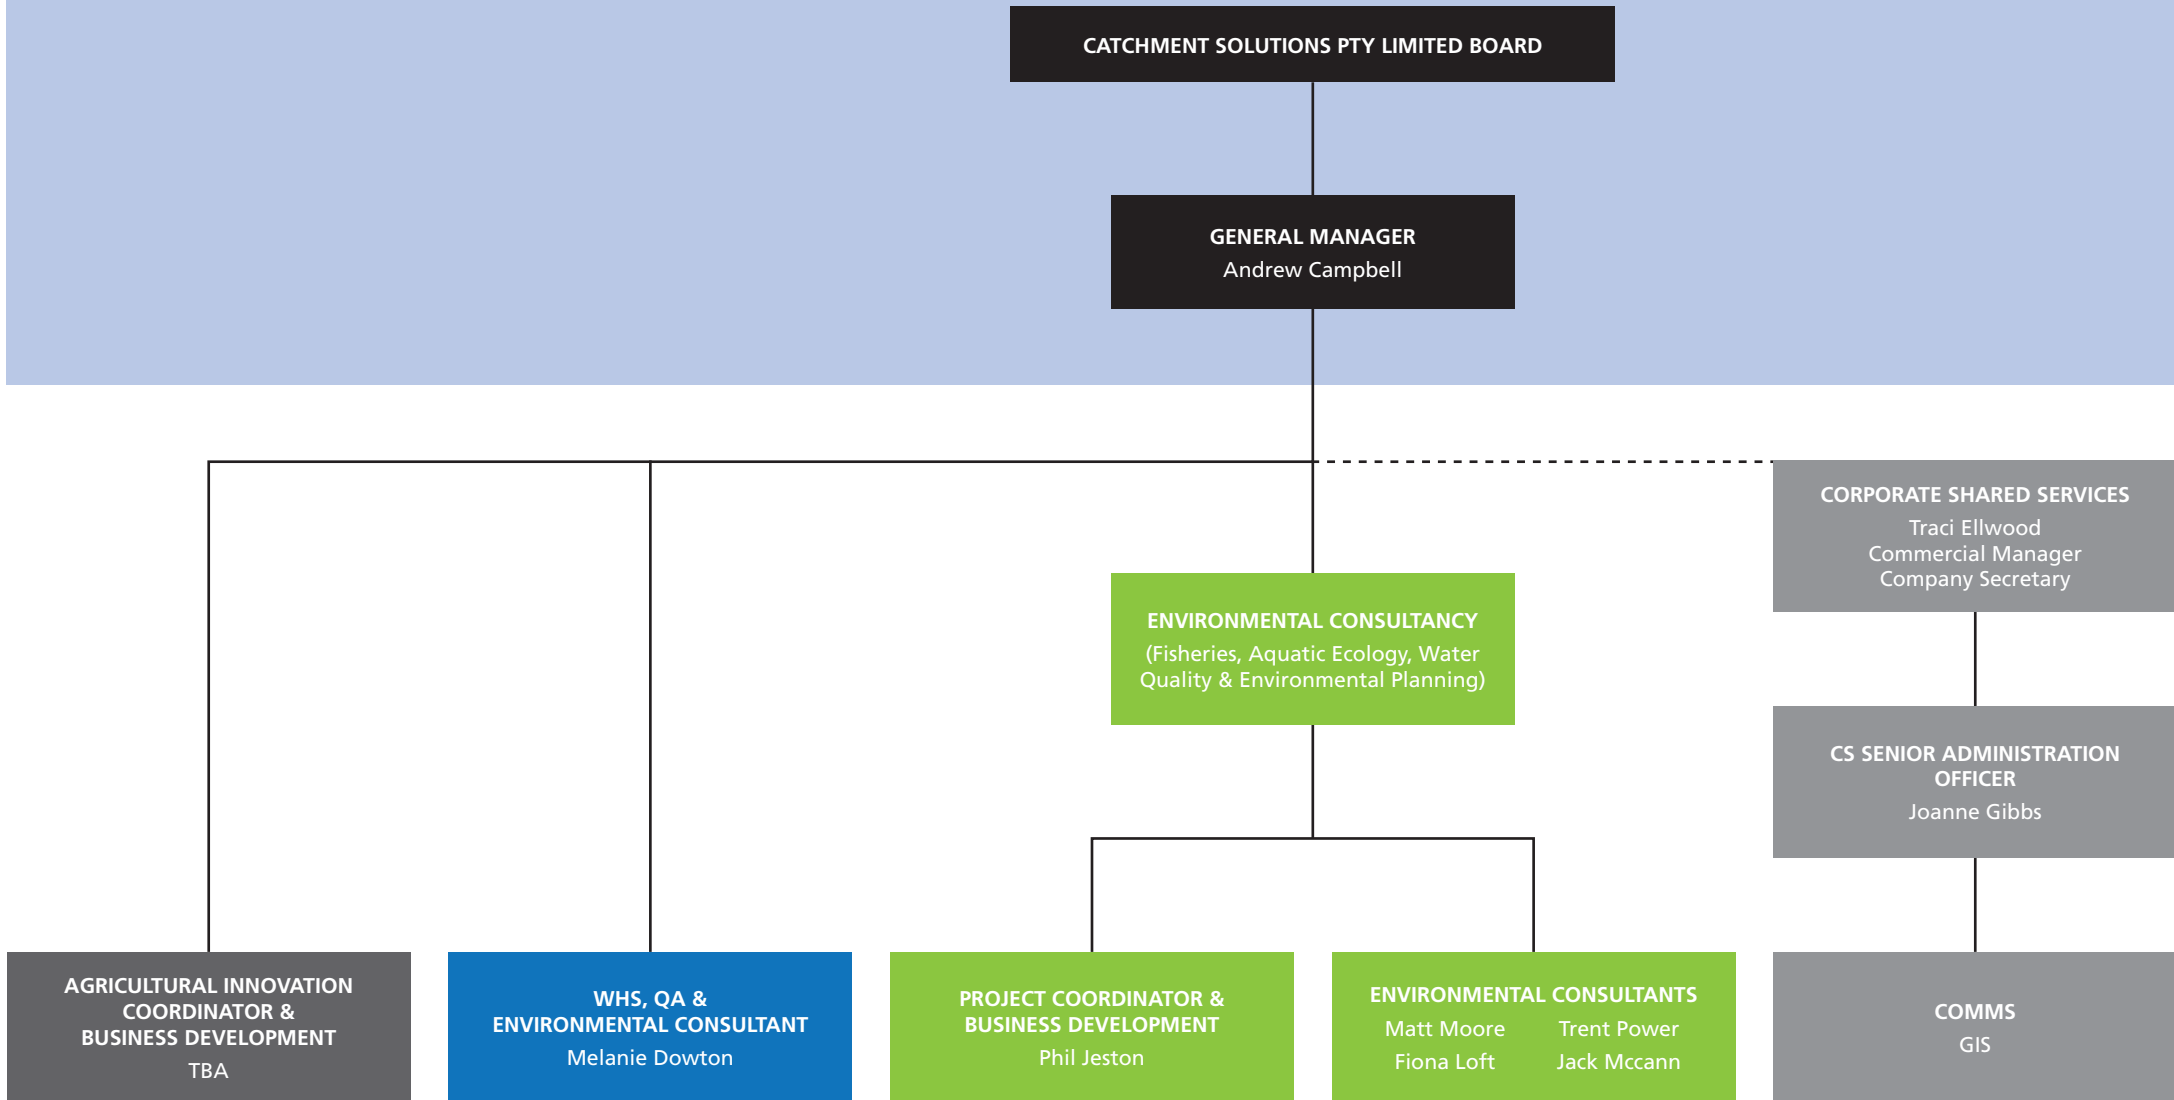 CATCHMENT SOLUTIONS PTY LIMITED BOARD
GENERAL MANAGER
Andrew Campbell
CORPORATE SHARED SERVICES
Traci Ellwood
Commercial Manager
Company Secretary
ENVIRONMENTAL CONSULTANCY
(Fisheries, Aquatic Ecology, Water
Quality & Environmental Planning)
CS SENIOR ADMINISTRATION
OFFICER
Joanne Gibbs
AGRICULTURAL INNOVATION
COORDINATOR &
BUSINESS DEVELOPMENT
TBA
WHS, QA &
ENVIRONMENTAL CONSULTANT
Melanie Dowton
PROJECT COORDINATOR &
BUSINESS DEVELOPMENT
Phil Jeston
ENVIRONMENTAL CONSULTANTS
Matt Moore Trent Power
Fiona Loft Jack Mccann
COMMS
GIS